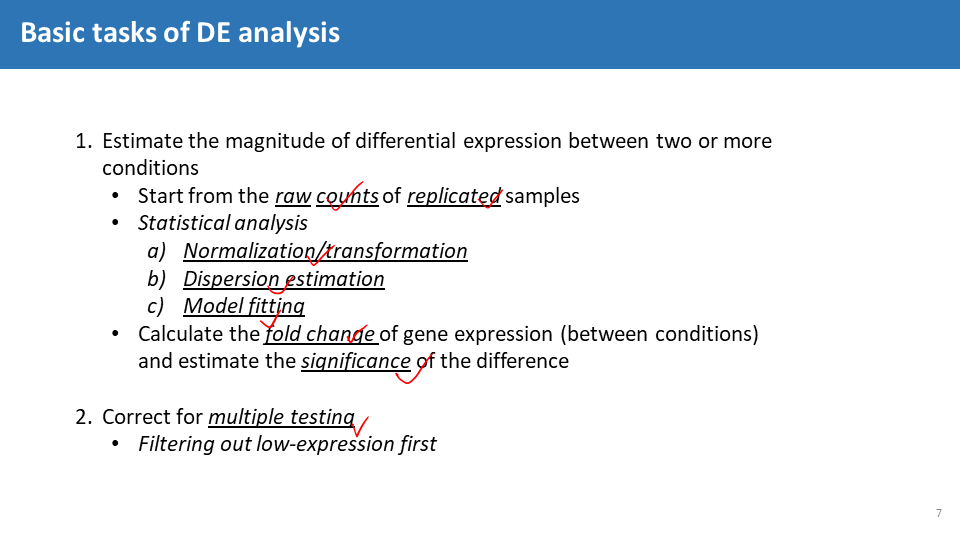 Basic tasks of DE analysis
1. Estimate the magnitude of differential expression between two or more
conditions
• Start from the raw counts of replicated samples
• Statistical analysis
a) Normalization/transformation
b) Dispersion estimation
c) Model fitting
• Calculate the fold change of gene expression (between conditions)
and estimate the significance of the difference
2. Correct for multiple testing
• Filtering out low-expression first
7